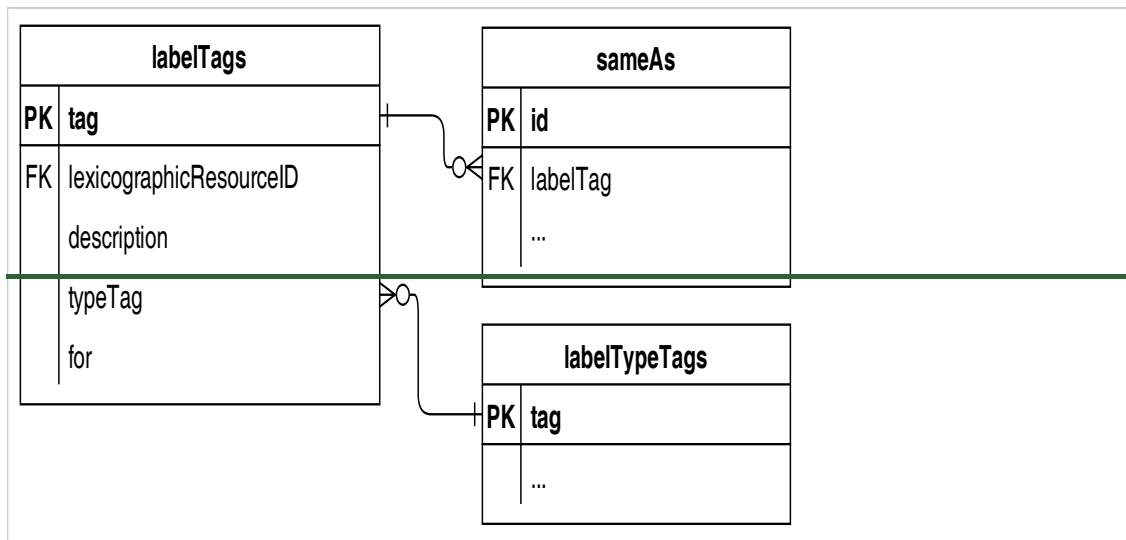 labelTags
PK tag
FK lexicographicResourceID
description
typeTag
for
sameAs
PK id
FK labelTag
...
labelTypeTags
PK tag
...